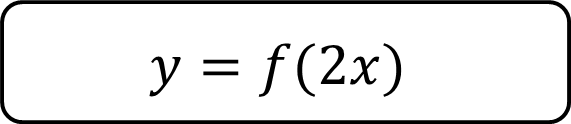 y = f(2x)